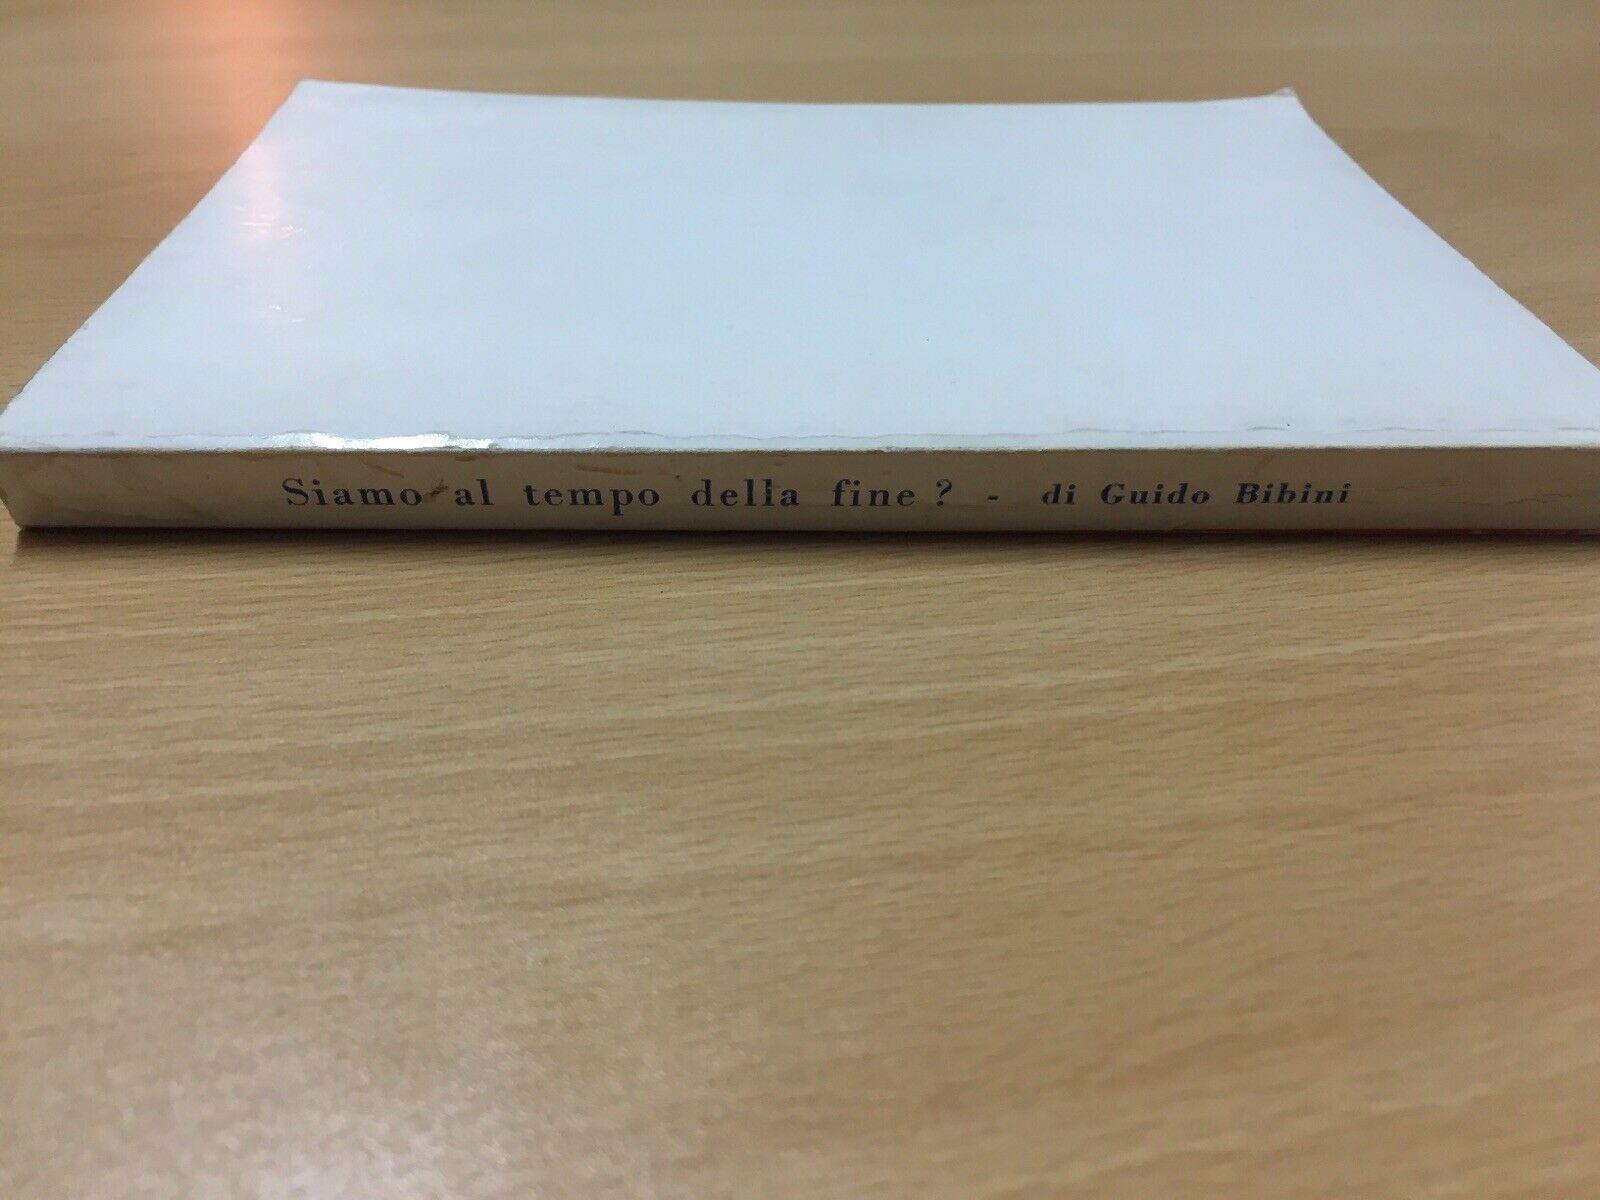 Siamo al tempo della fine ? - di Guido Bibini